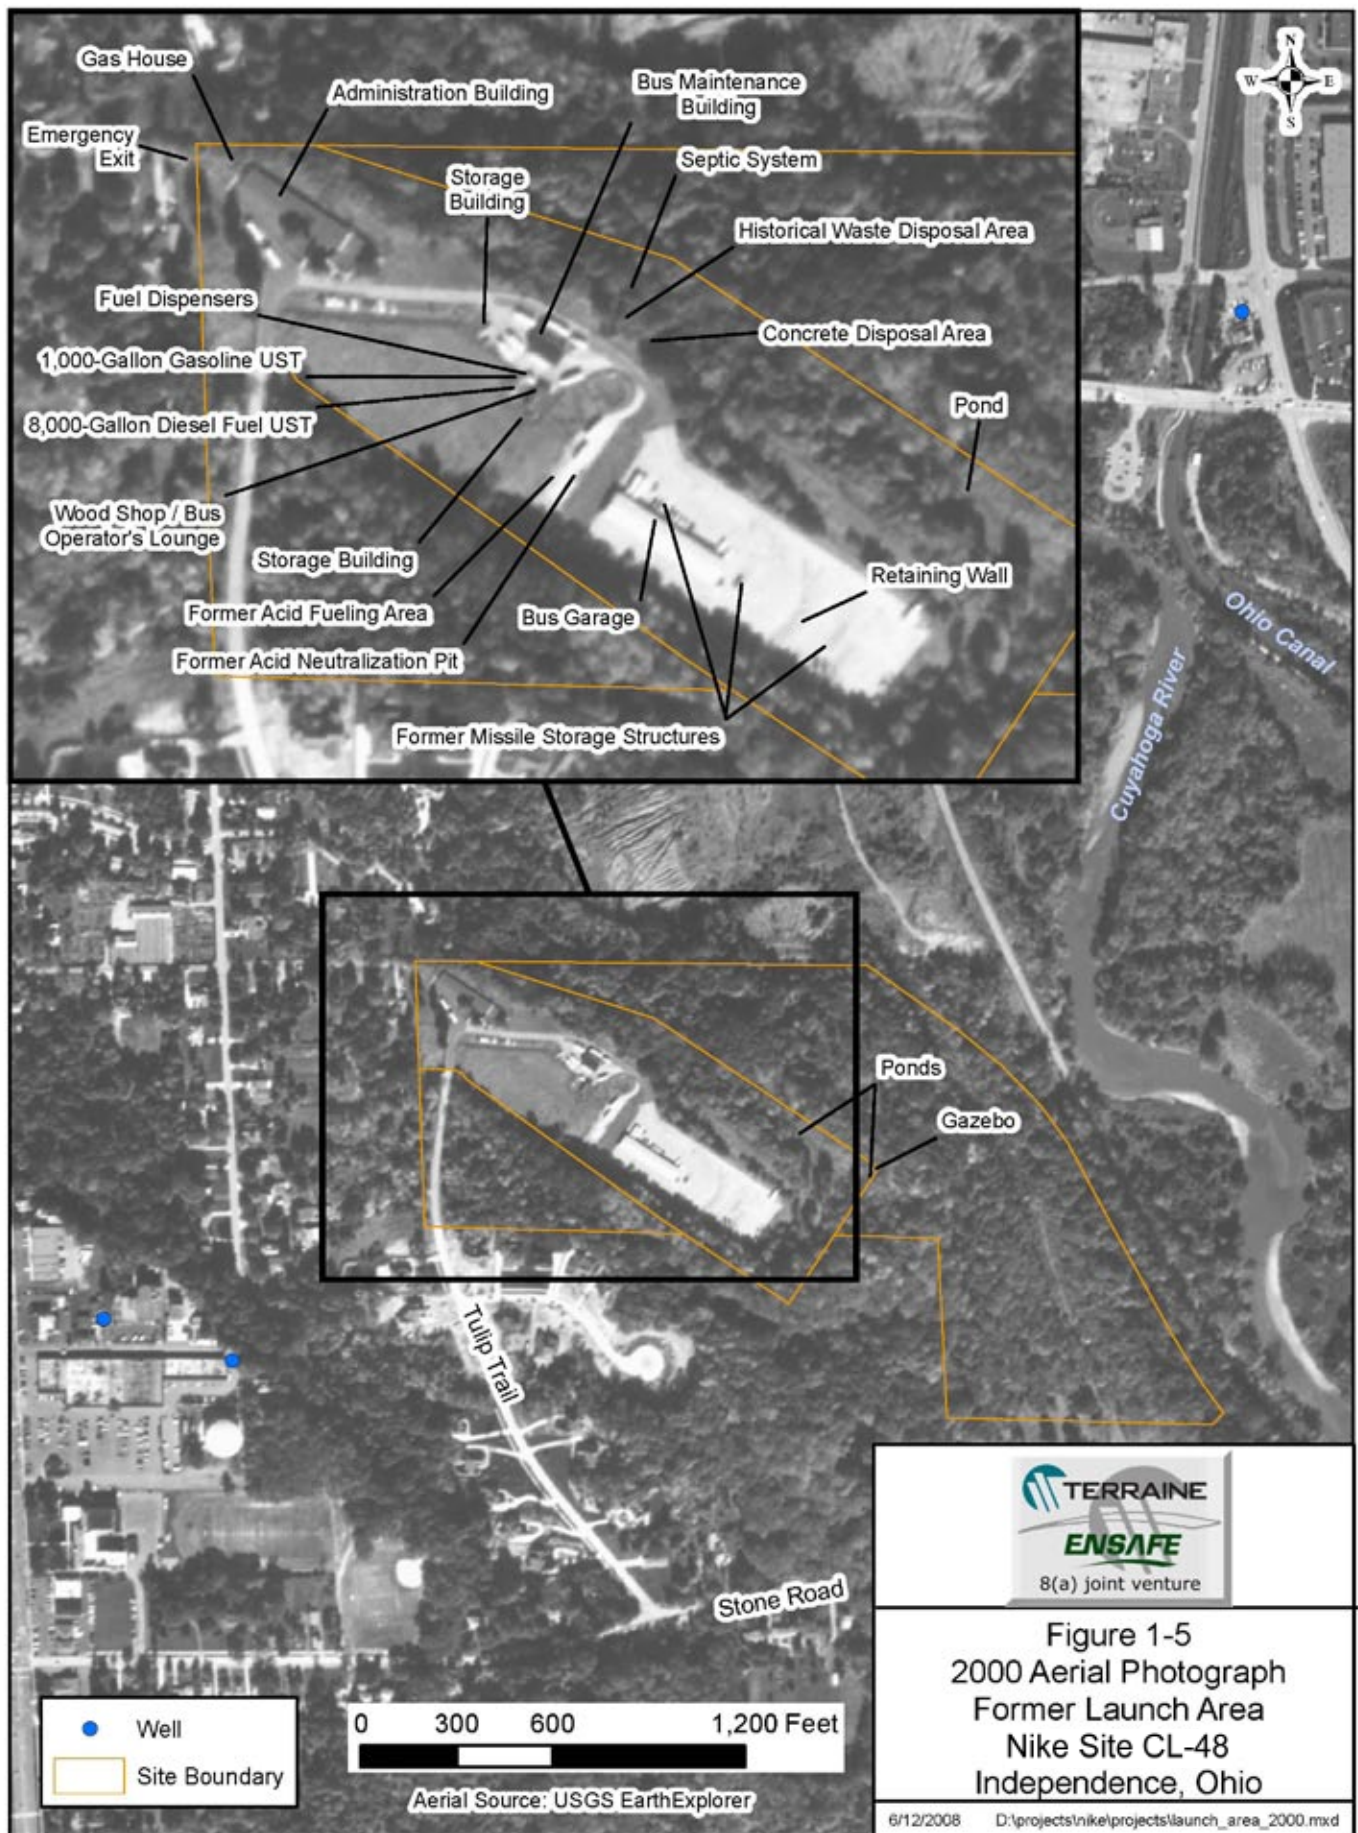 N
W E
S
Gas House
Administration Building
Bus Maintenance
Building
Emergency
Exit
Storage
Building
Septic System
Historical Waste Disposal Area
Fuel Dispensers
Concrete Disposal Area
1,000-Gallon Gasoline UST
8,000-Gallon Diesel Fuel UST
Pond
Wood Shop / Bus
Operator's Lounge
Storage Building
Retaining Wall
Former Acid Fueling Area
Bus Garage
Former Acid Neutralization Pit
Former Missile Storage Structures
Ohio Canal
Cuyahoga River
Ponds
Gazebo
Tulip Trail
Stone Road
Well
Site Boundary
0 300 600 1,200 Feet
Aerial Source: USGS EarthExplorer
TERRAINE
ENSAFE
8(a) joint venture
Figure 1-5
2000 Aerial Photograph
Former Launch Area
Nike Site CL-48
Independence, Ohio
6/12/2008 D:\projects\nike\projects\launch_area_2000.mxd